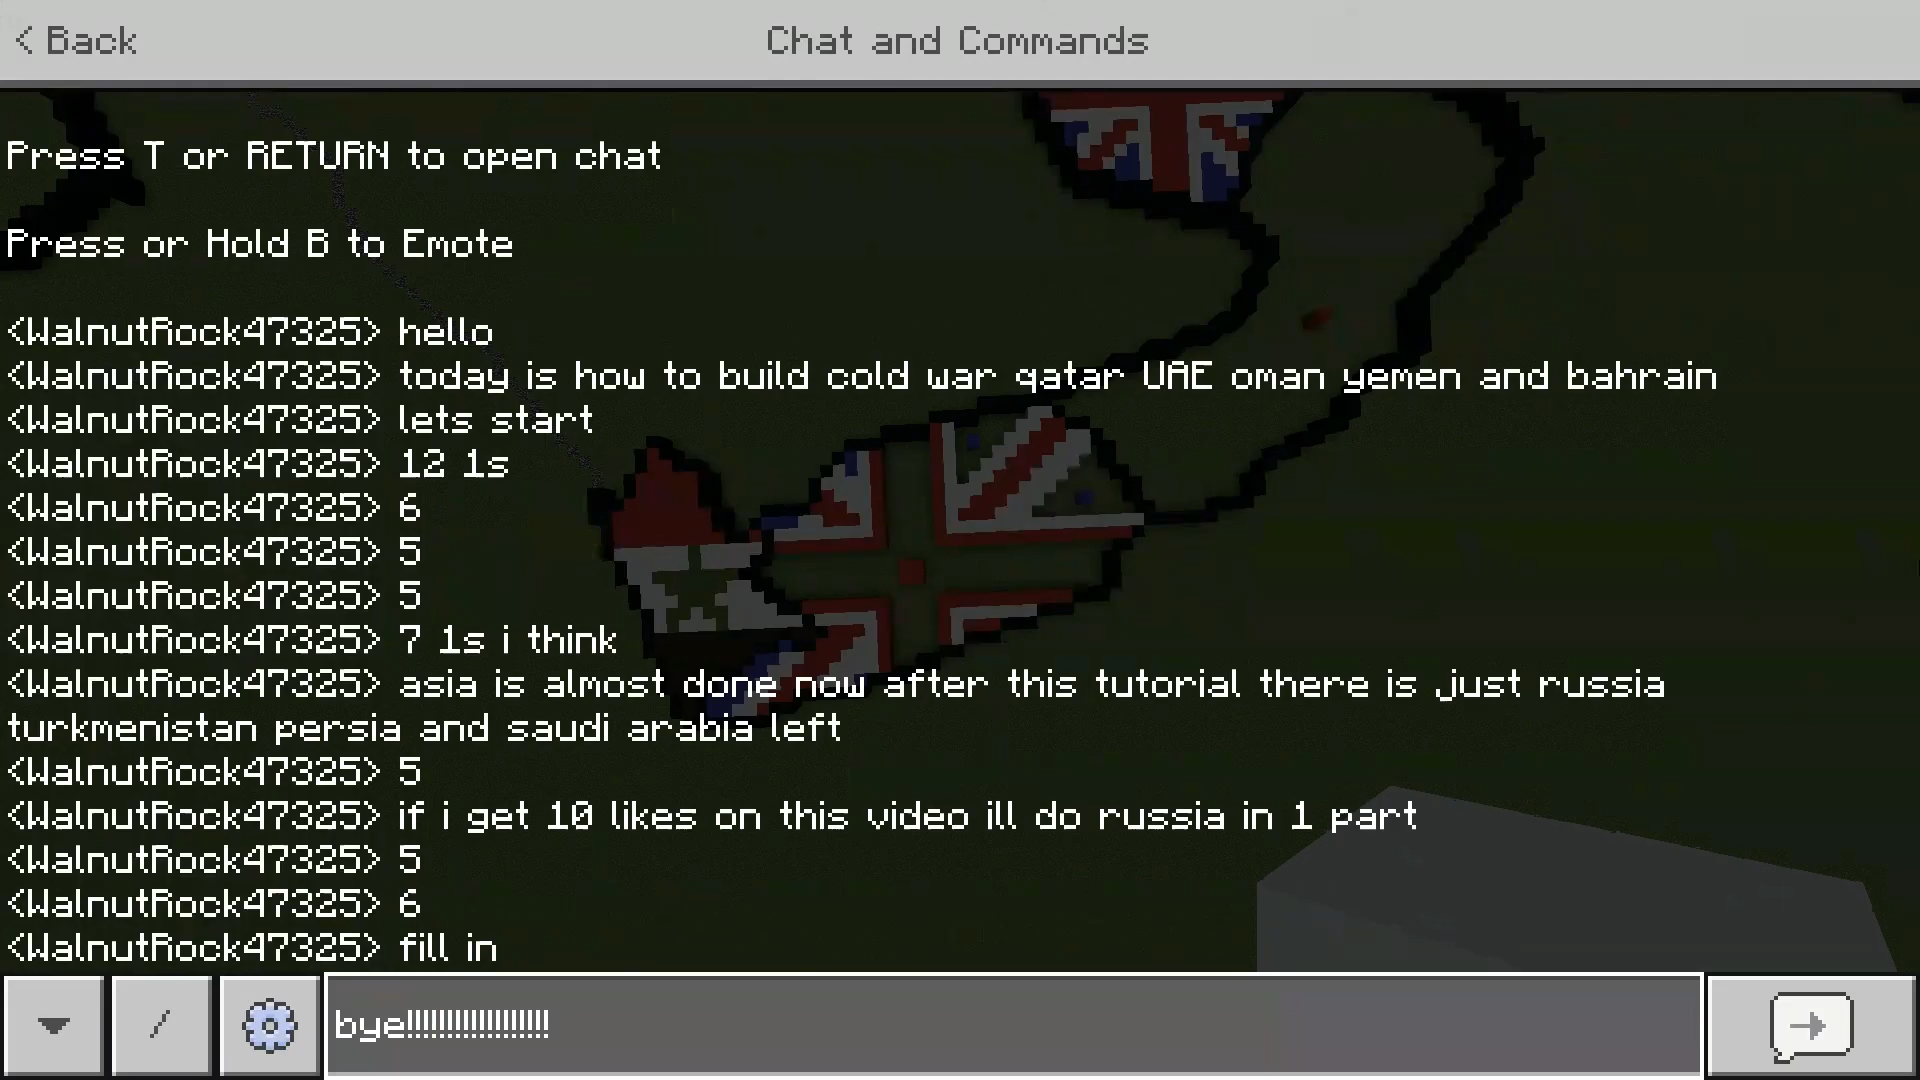 < Back
Chat and Commands
Press T or RETURN to open chat
Press or Hold B to Emote
<WalnutRock47325> hello
<WalnutRock47325> today is how to build cold war qatar UAE oman yemen and bahrain
<WalnutRock47325> lets start
<WalnutRock47325> 12 1s
<WalnutRock47325> 6
<WalnutRock47325> 5
<WalnutRock47325> 5
<WalnutRock47325> 7 1s i think
<WalnutRock47325> asia is almost done now after this tutorial there is just russia
turkmenistan persia and saudi arabia left
<WalnutRock47325> 5
<WalnutRock47325> if i get 10 likes on this video ill do russia in 1 part
<WalnutRock47325> 5
<WalnutRock47325> 6
<WalnutRock47325> fill in
/
bye!!!!!!!!!!!!!!!!!!